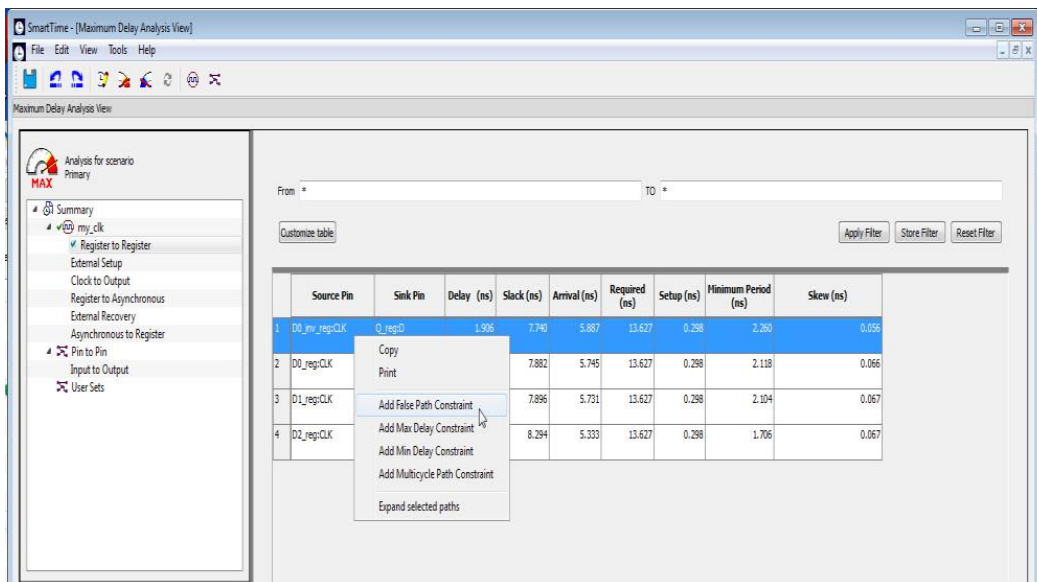 SmartTime - [Maximum Delay Analysis View]
File Edit View Tools Help
Maximum Delay Analysis View
Analysis for scenario
Primary
MAX
Summary
my_clk
Register to Register
External Setup
Clock to Output
Register to Asynchronous
External Recovery
Asynchronous to Register
Pin to Pin
Input to Output
User Sets
From * TO *
Customize table Apply Filter Store Filter Reset Filter
Source Pin Sink Pin Delay (ns) Slack (ns) Arrival (ns) Required (ns) Setup (ns) Minimum Period (ns) Skew (ns)
1 D0_inv_reg:CLK Q_reg:D 1.906 7.740 5.887 13.627 0.298 2.260 0.056
2 D0_reg:CLK 7.882 5.745 13.627 0.298 2.118 0.066
3 D1_reg:CLK 7.896 5.731 13.627 0.298 2.104 0.067
4 D2_reg:CLK 8.294 5.333 13.627 0.298 1.706 0.067
Copy
Print
Add False Path Constraint
Add Max Delay Constraint
Add Min Delay Constraint
Add Multicycle Path Constraint
Expand selected paths